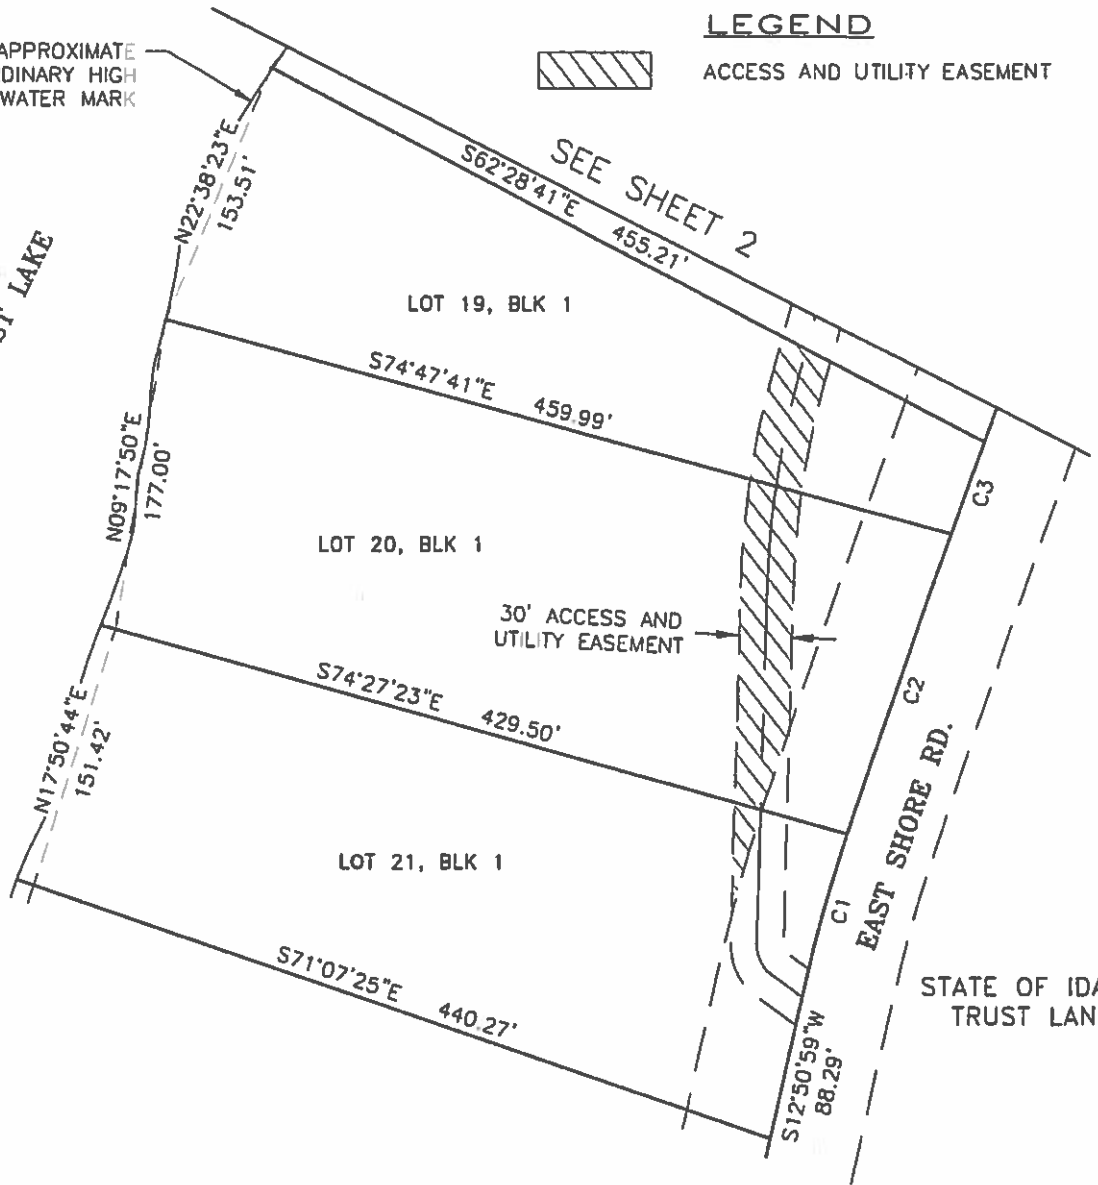 LEGEND
ACCESS AND UTILITY EASEMENT
APPROXIMATE
DINARY HIGH
WATER MARK
SEE SHEET 2
S62°28'41"E 455.21'
N22°38'23"E
153.51'
ST LAKE
LOT 19, BLK 1
S74°47'41"E 459.99'
N09°17'50"E
177.00'
C3
LOT 20, BLK 1
30' ACCESS AND
UTILITY EASEMENT
S74°27'23"E 429.50'
C2
N17°50'44"E
151.42'
EAST SHORE RD.
LOT 21, BLK 1
C1
S71°07'25"E 440.27'
STATE OF IDA
TRUST LAN
S12°50'59"W
88.29'